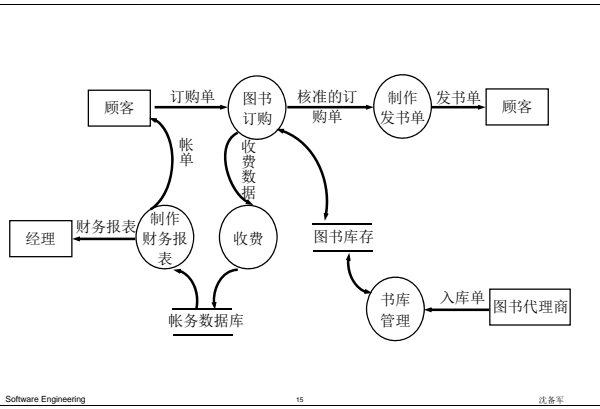 顾客
订购单
图书
订购
核准的订
购单
制作
发书单
发书单
顾客
帐
单
收
费
数
据
经理
财务报表
制作
财务报
表
收费
图书库存
帐务数据库
书库
管理
入库单
图书代理商
Software Engineering
15
沈备军